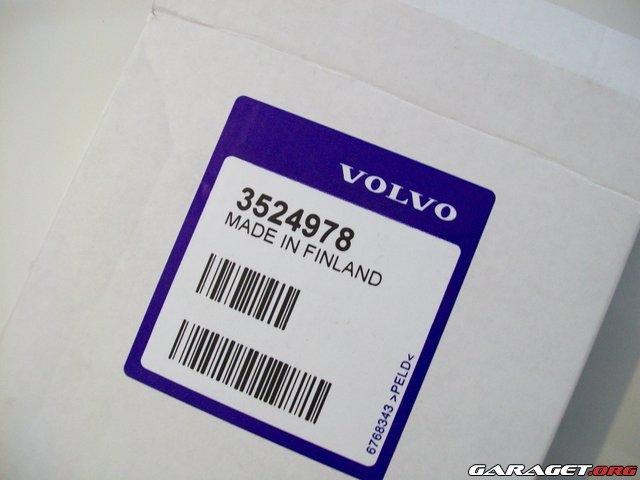 VOLVO
3524978
MADE IN FINLAND
6768343 >PELD<
GARAGET.ORG